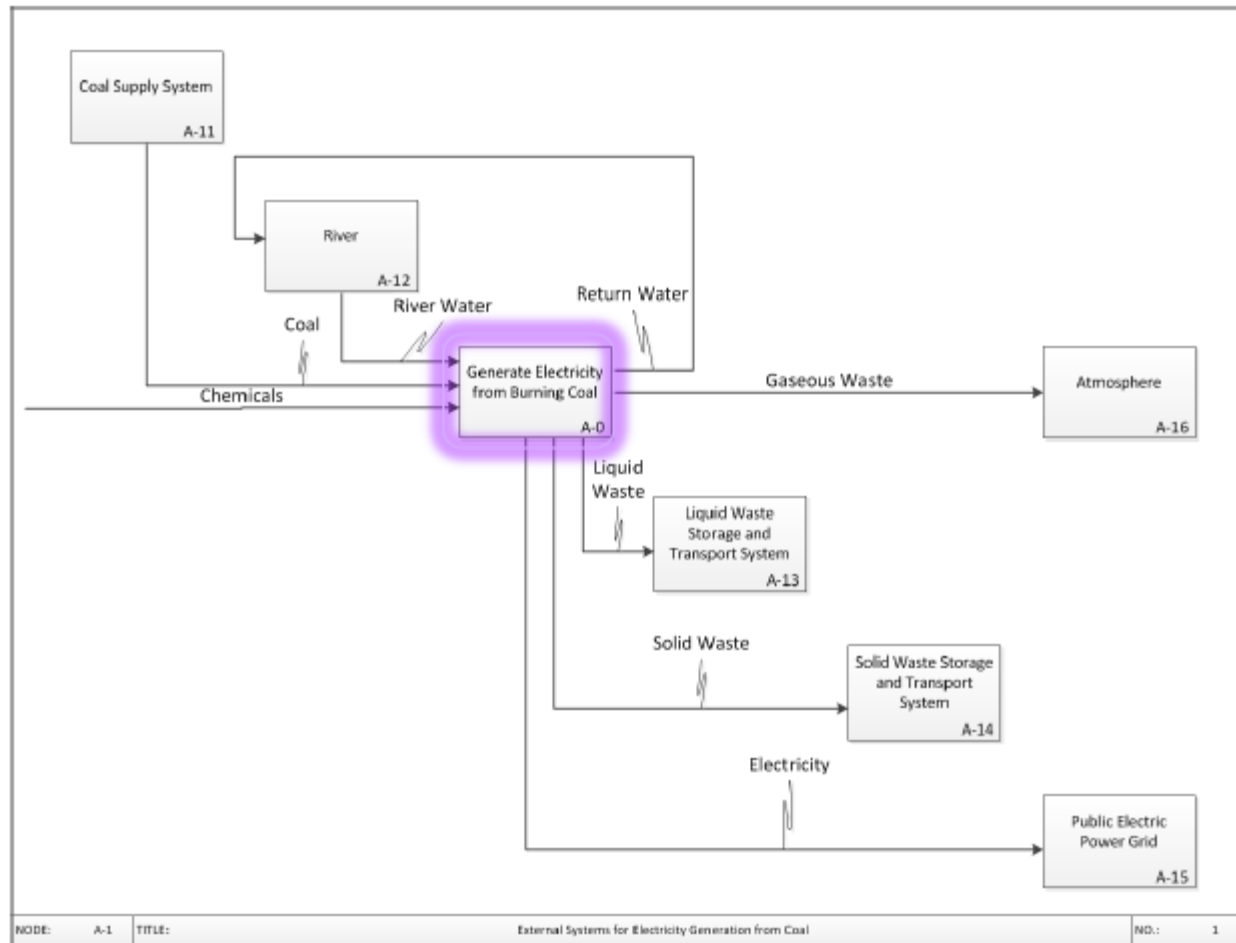 Coal Supply System
A-11
River
A-12
River Water
Return Water
Coal
Chemicals
Generate Electricity
from Burning Coal
A-0
Gaseous Waste
Atmosphere
A-16
Liquid
Waste
Liquid Waste
Storage and
Transport System
A-13
Solid Waste
Solid Waste Storage
and Transport
System
A-14
Electricity
Public Electric
Power Grid
A-15
NODE: A-1 TITLE: External Systems for Electricity Generation from Coal NO.: 1